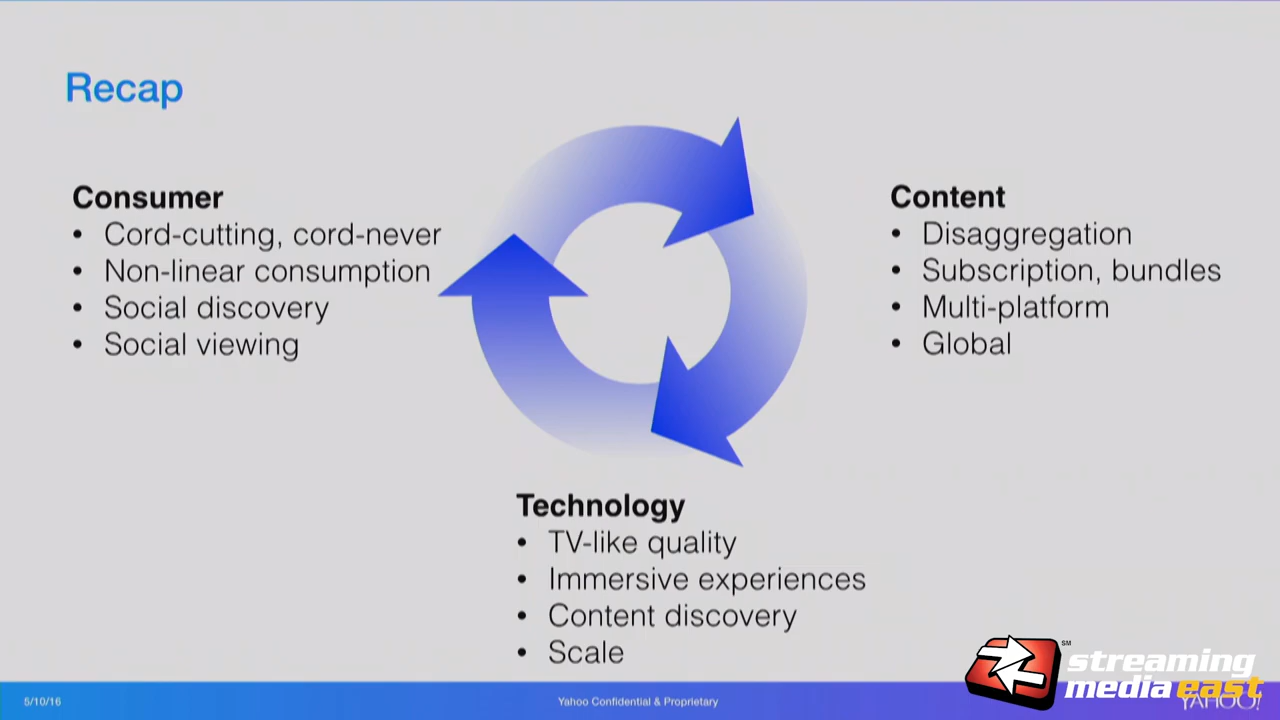 Recap
Consumer
• Cord-cutting, cord-never
• Non-linear consumption
• Social discovery
• Social viewing
Content
• Disaggregation
• Subscription, bundles
• Multi-platform
• Global
Technology
• TV-like quality
• Immersive experiences
• Content discovery
• Scale
5/10/16
Yahoo Confidential & Proprietary
SM
streaming
media east
YAHOO!